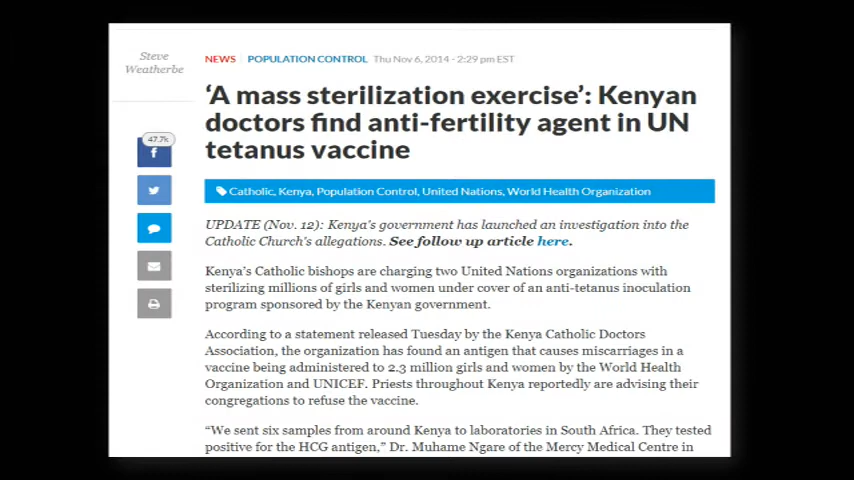 Steve
Weatherbe
NEWS POPULATION CONTROL Thu Nov 6, 2014 - 2:29 pm EST
‘A mass sterilization exercise’: Kenyan
doctors find anti-fertility agent in UN
tetanus vaccine
47.7k
Catholic, Kenya, Population Control, United Nations, World Health Organization
UPDATE (Nov. 12): Kenya’s government has launched an investigation into the
Catholic Church’s allegations. See follow up article here.
Kenya’s Catholic bishops are charging two United Nations organizations with
sterilizing millions of girls and women under cover of an anti-tetanus inoculation
program sponsored by the Kenyan government.
According to a statement released Tuesday by the Kenya Catholic Doctors
Association, the organization has found an antigen that causes miscarriages in a
vaccine being administered to 2.3 million girls and women by the World Health
Organization and UNICEF. Priests throughout Kenya reportedly are advising their
congregations to refuse the vaccine.
“We sent six samples from around Kenya to laboratories in South Africa. They tested
positive for the HCG antigen,” Dr. Muhame Ngare of the Mercy Medical Centre in